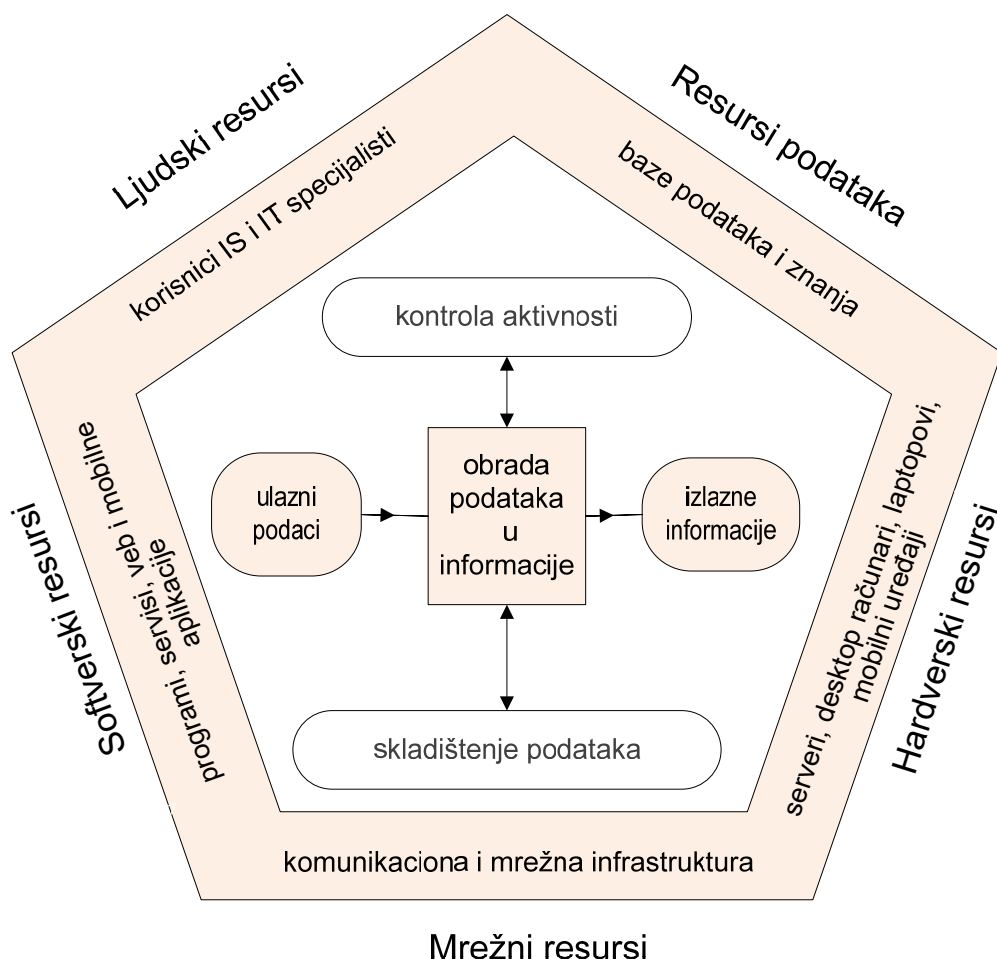 Ljudski resursi
Resursi podataka
korisnici IS i IT specijalisti
baze podataka i znanja
kontrola aktivnosti
ulazni
podaci
obrada
podataka
u
informacije
izlazne
informacije
skladištenje podataka
Softverski resursi
programi, servisi, veb i mobilne
aplikacije
serveri, desktop računari, laptopovi,
mobilni uređaji
Hardverski resursi
komunikaciona i mrežna infrastruktura
Mrežni resursi